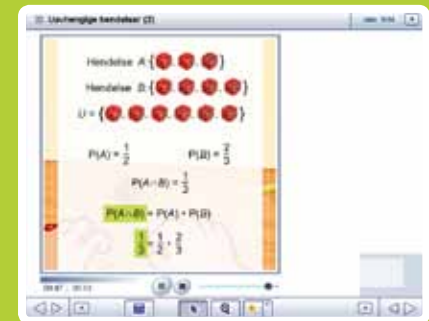 Uavhengige hendelser (2)
Hendelse A:{ , , }
Hendelse B:{ , , , }
U = { , , , , , }
P(A) = 1/2 P(B) = 2/3
P(A∩B) = 1/3
P(A∩B) = P(A) · P(B)
1/3 = 1/2 · 2/3